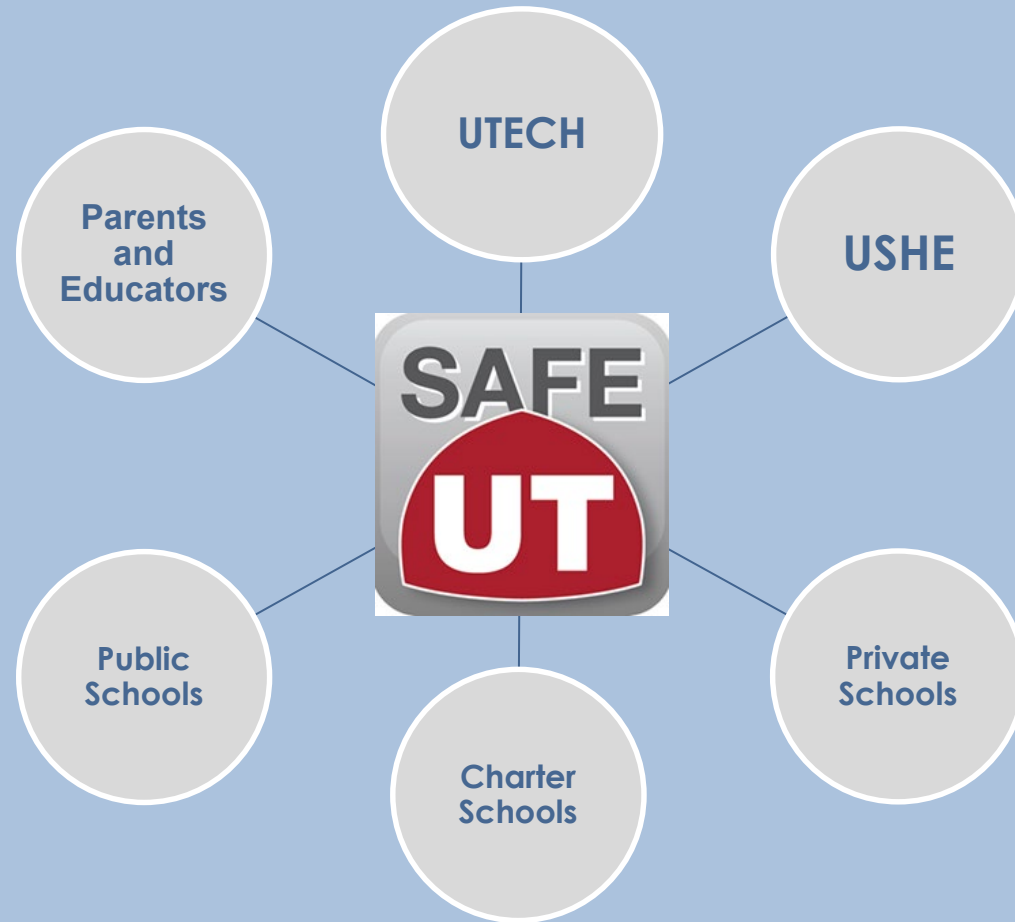 UTECH
Parents
and
Educators
USHE
SAFE
UT
Public
Schools
Private
Schools
Charter
Schools